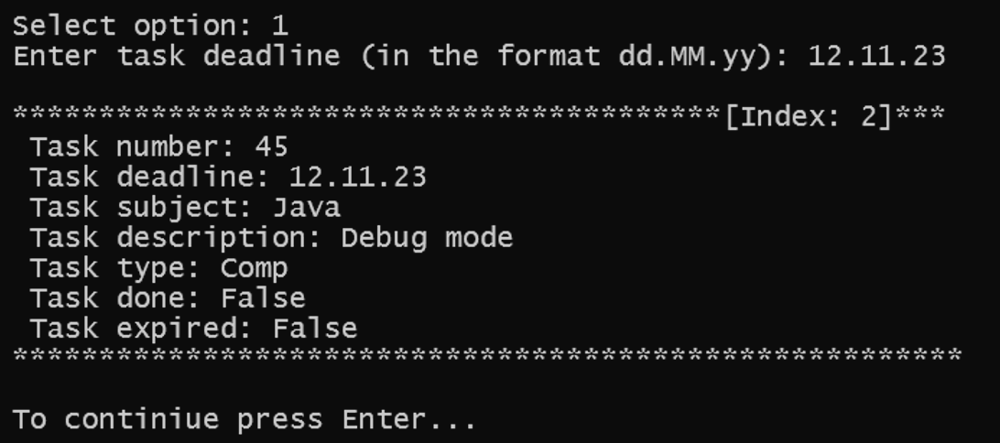 Select option: 1
Enter task deadline (in the format dd.MM.yy): 12.11.23
*****************************************[Index: 2]***
Task number: 45
Task deadline: 12.11.23
Task subject: Java
Task description: Debug mode
Task type: Comp
Task done: False
Task expired: False
*******************************************************
To continiue press Enter...